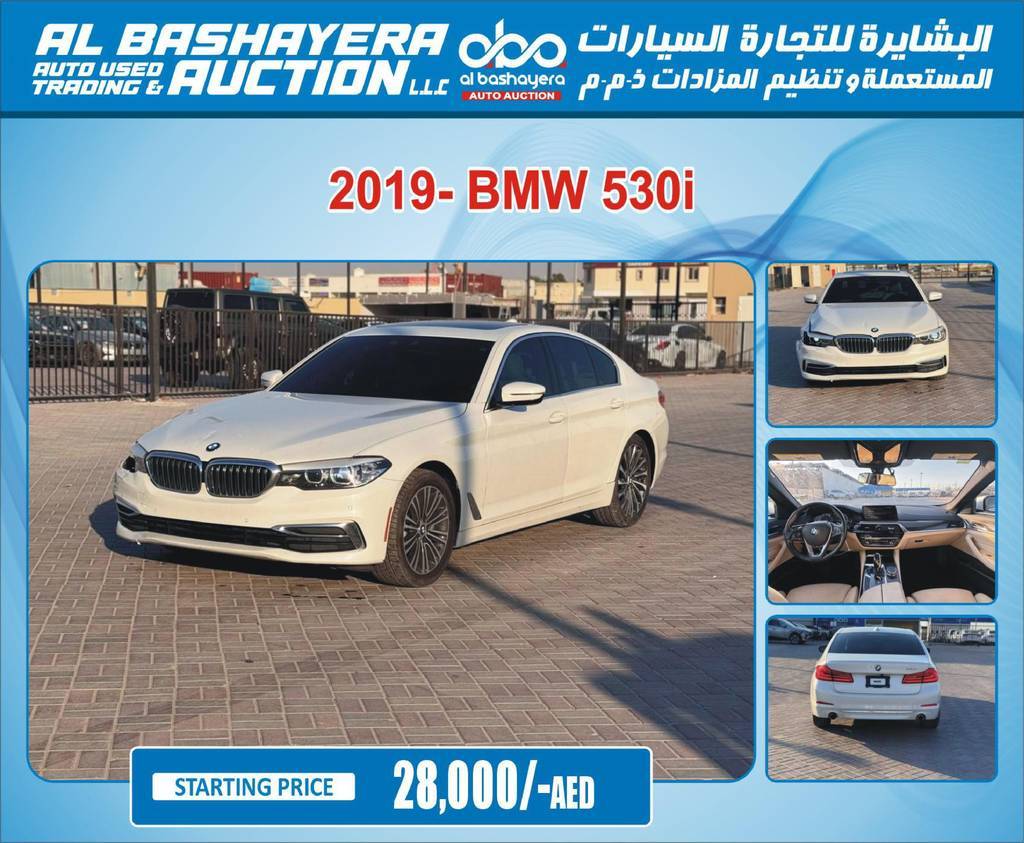 AL BASHAYERA
AUTO USED
TRADING & AUCTION L.L.C
abo
al bashayera
AUTO AUCTION
البشايرة للتجارة السيارات
المستعملة و تنظيم المزادات ذ.م.م
2019- BMW 530i
STARTING PRICE
28,000/-AED